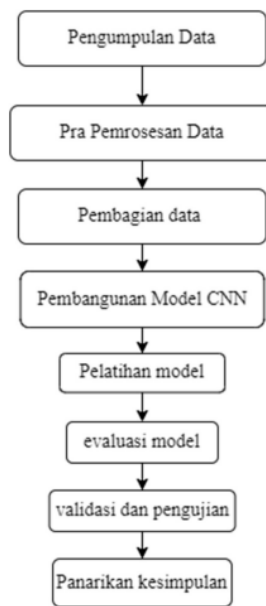 Pengumpulan Data
Pra Pemrosesan Data
Pembagian data
Pembangunan Model CNN
Pelatihan model
evaluasi model
validasi dan pengujian
Panarikan kesimpulan